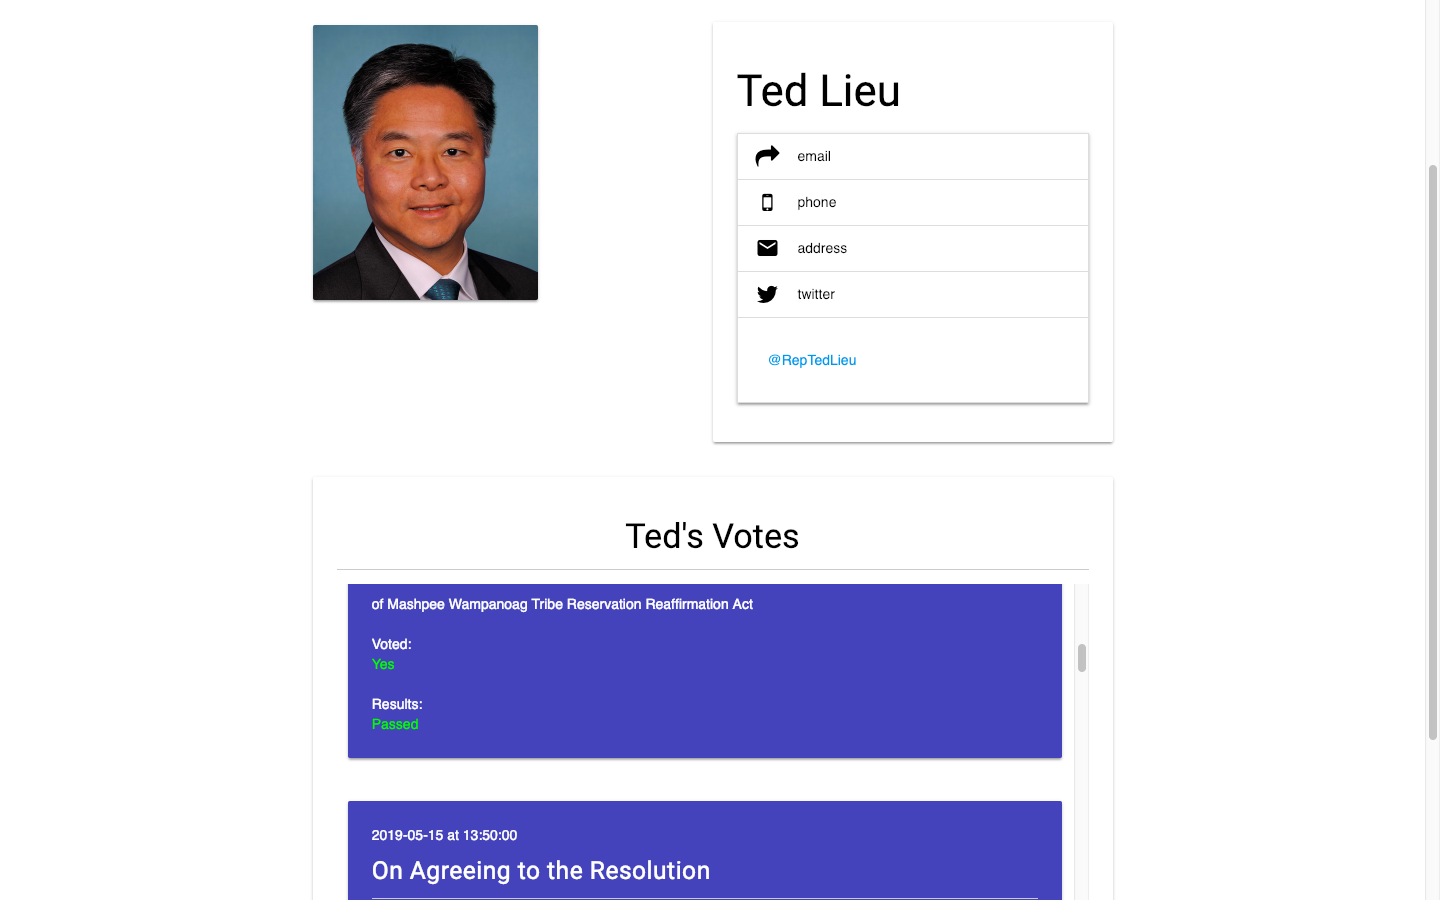 Ted Lieu
email
phone
address
twitter
@RepTedLieu
Ted's Votes
of Mashpee Wampanoag Tribe Reservation Reaffirmation Act
Voted:
Yes
Results:
Passed
2019-05-15 at 13:50:00
On Agreeing to the Resolution